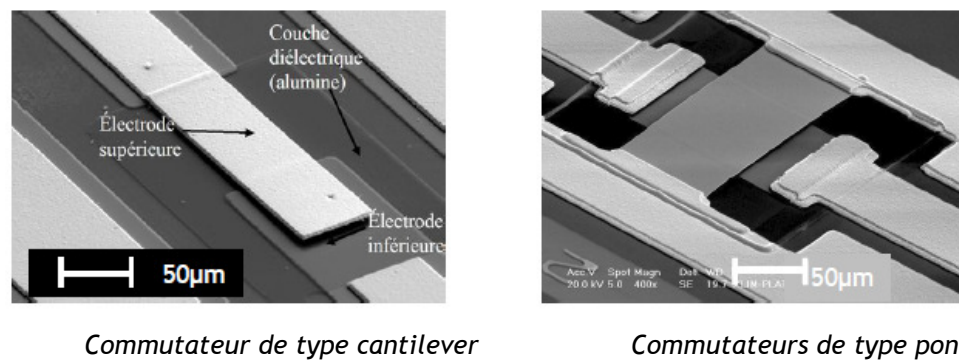 Couche
diélectrique
(alumine)
Électrode
supérieure
Électrode
inférieure
50µm
Acc.V Spot Magn Det WD
20.0 kV 5.0 400x SE 19.7
50µm
Commutateur de type cantilever
Commutateurs de type pon